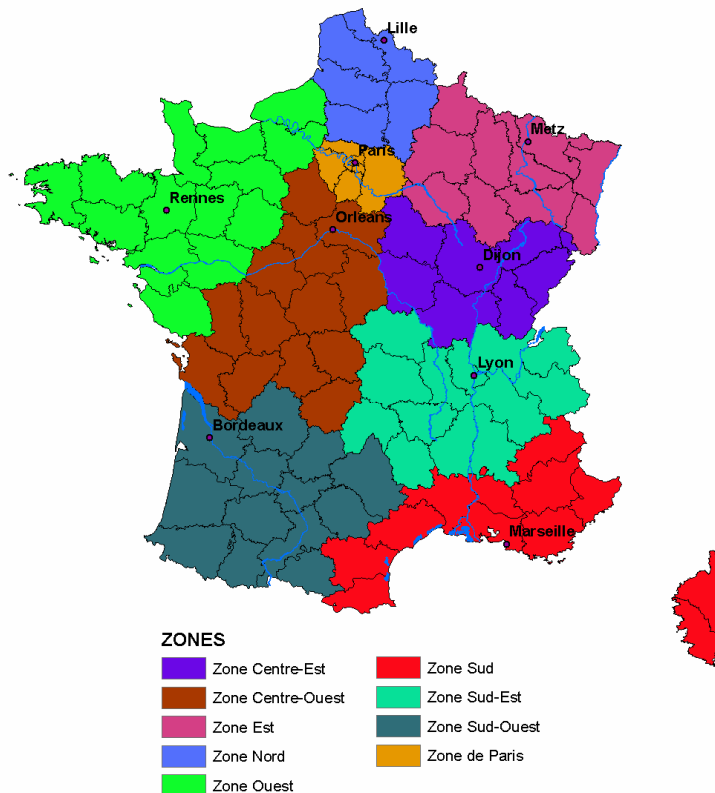 Lille
Metz
Paris
Rennes
Orleans
Dijon
Lyon
Bordeaux
Marseille
ZONES
Zone Centre-Est
Zone Centre-Ouest
Zone Est
Zone Nord
Zone Ouest
Zone Sud
Zone Sud-Est
Zone Sud-Ouest
Zone de Paris